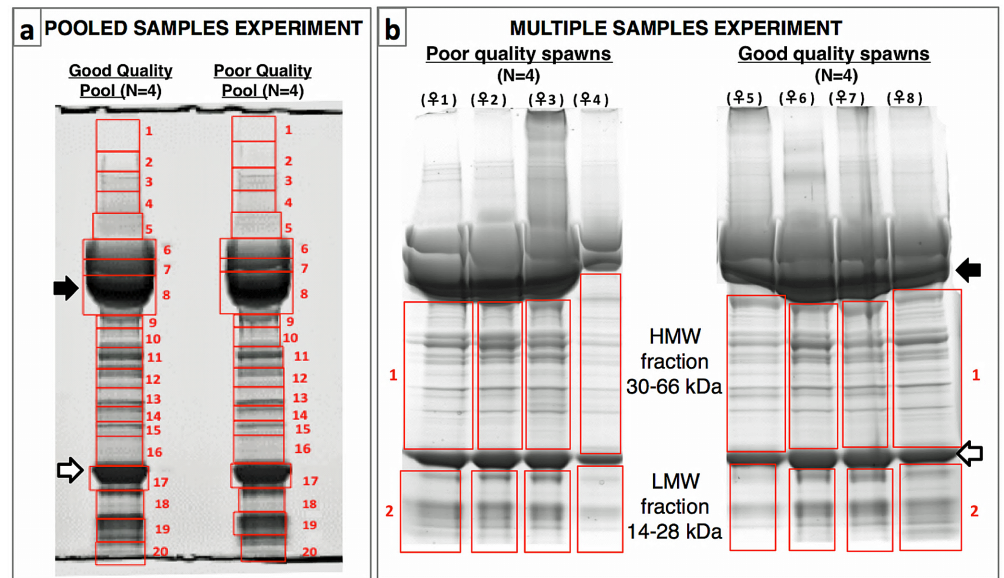 a POOLED SAMPLES EXPERIMENT
Good Quality
Pool (N=4)
Poor Quality
Pool (N=4)
1
2
3
4
5
6
7
8
9
10
11
12
13
14
15
16
17
18
19
20
1
2
3
4
5
6
7
8
9
10
11
12
13
14
15
16
17
18
19
20
b MULTIPLE SAMPLES EXPERIMENT
Poor quality spawns
(N=4)
(♀1) (♀2) (♀3) (♀4)
Good quality spawns
(N=4)
(♀5) (♀6) (♀7) (♀8)
1
HMW
fraction
30-66 kDa
1
2
LMW
fraction
14-28 kDa
2